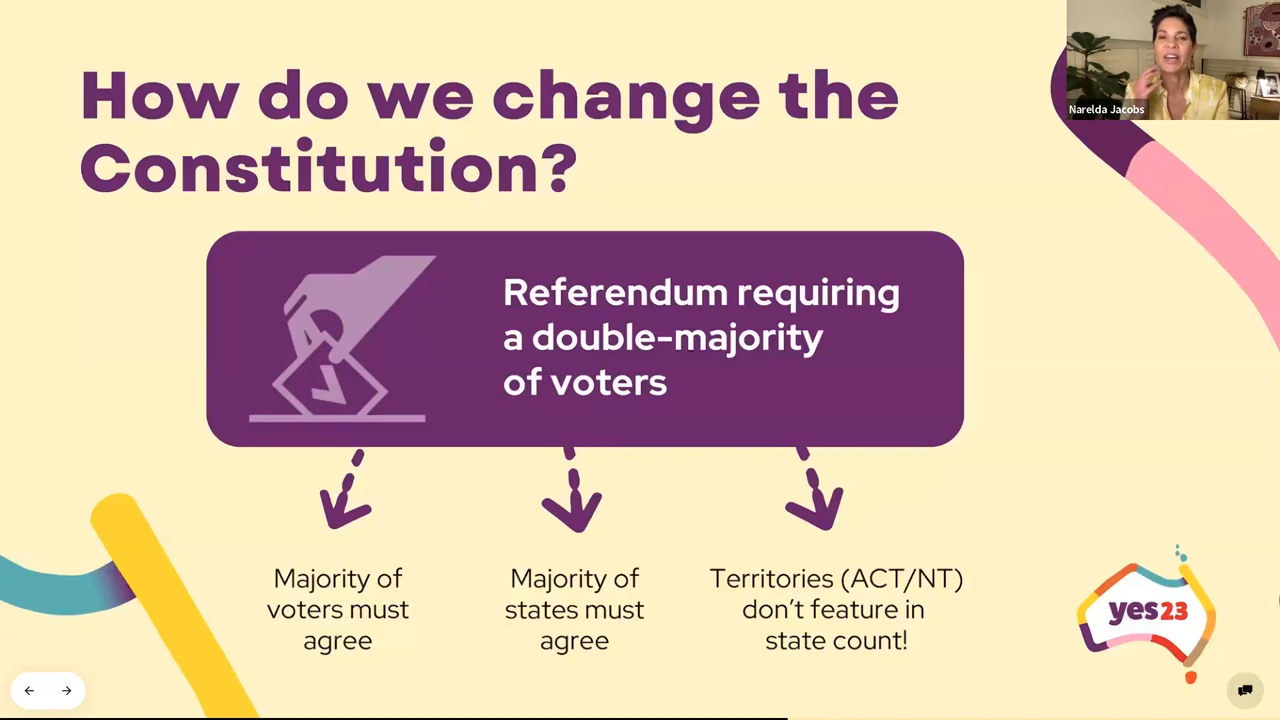 How do we change the
Constitution?
Narelda Jacobs
Referendum requiring
a double-majority
of voters
Majority of
voters must
agree
Majority of
states must
agree
Territories (ACT/NT)
don't feature in
state count!
yes23